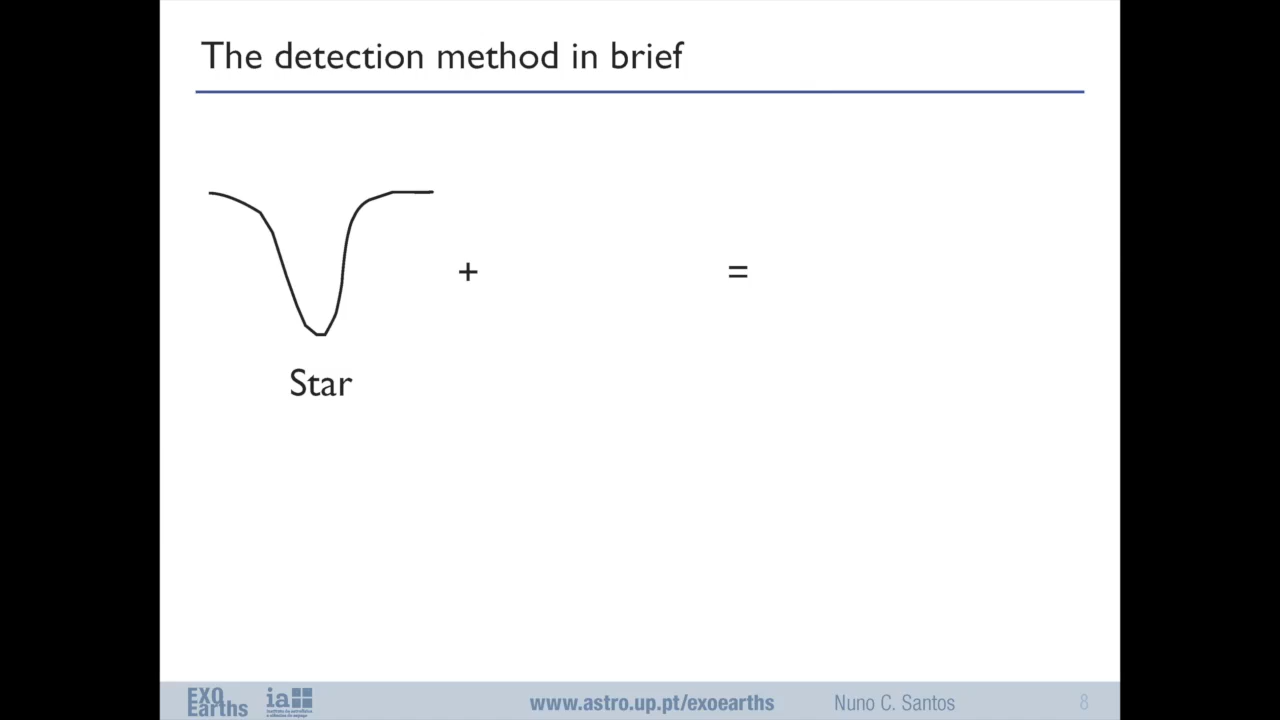 The detection method in brief
+
=
Star
EXO
Earths
ia
www.astro.up.pt/exoearths
Nuno C. Santos
8